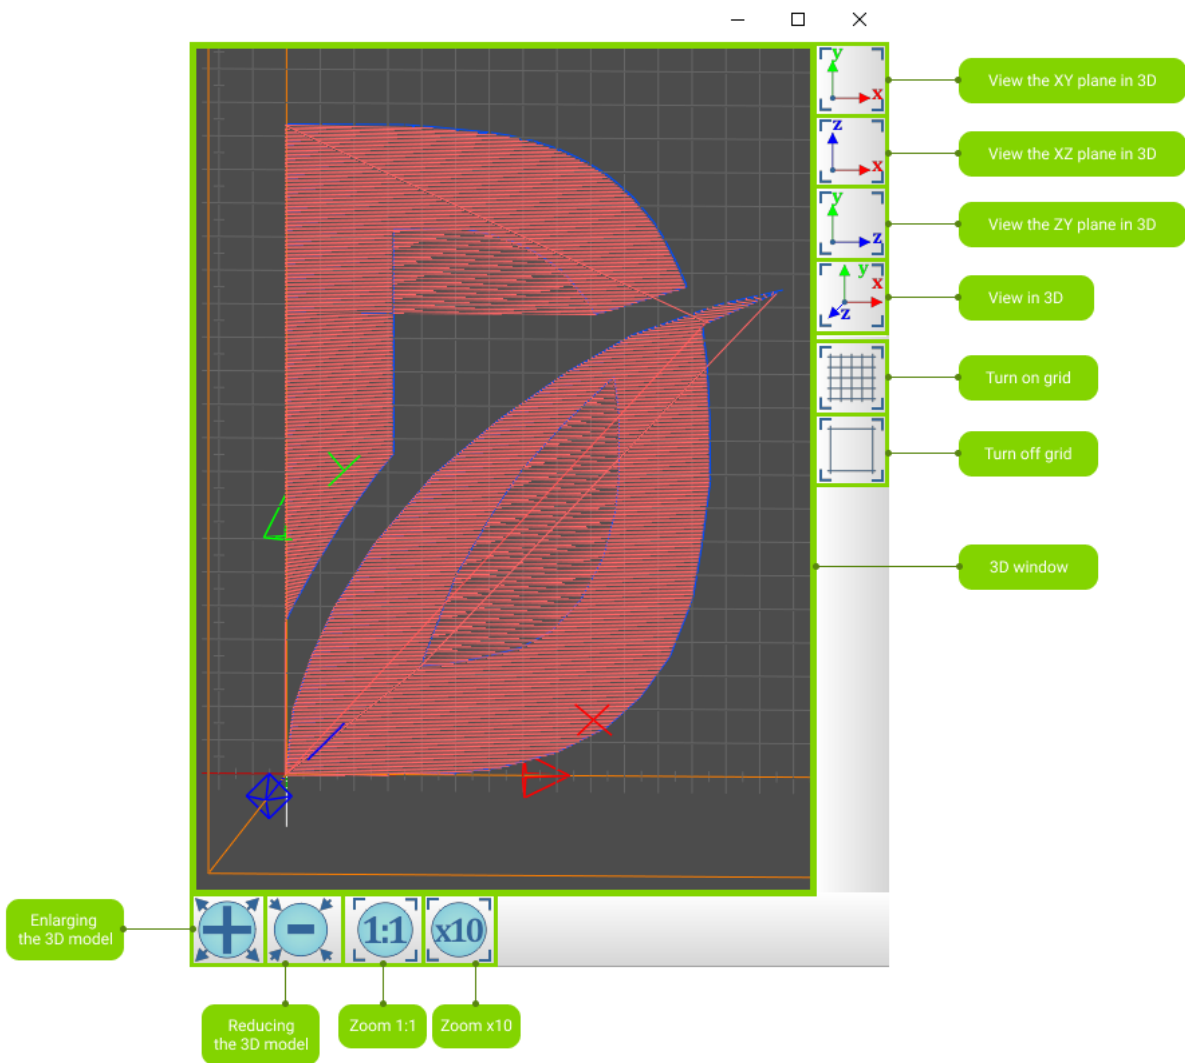 y
x
View the XY plane in 3D
z
x
View the XZ plane in 3D
y
z
View the ZY plane in 3D
y
x
z
View in 3D
Turn on grid
Turn off grid
Y
3D window
X
Enlarging
the 3D model
1:1
x10
Reducing
the 3D model
Zoom 1:1
Zoom x10